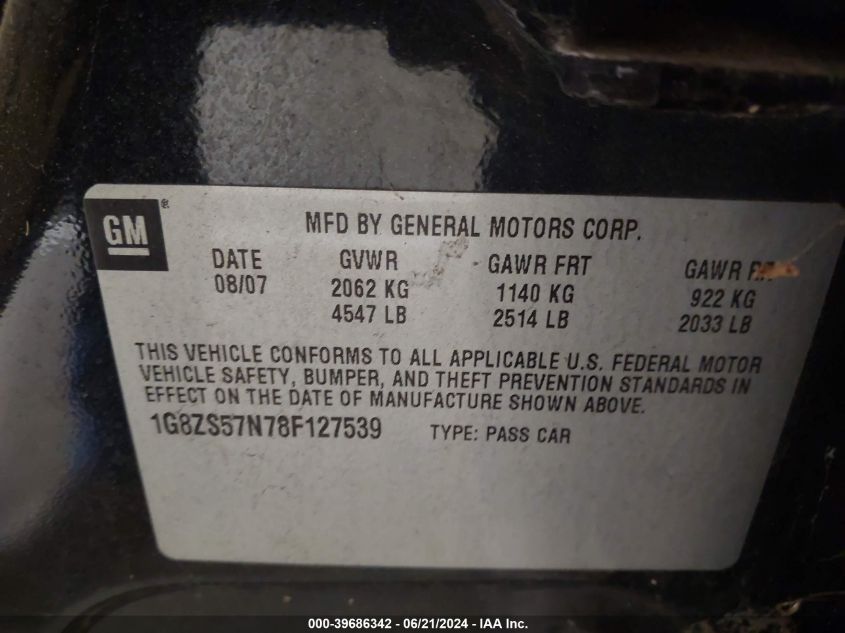 GM®
MFD BY GENERAL MOTORS CORP.
DATE GVWR GAWR FRT GAWR
08/07 2062 KG 1140 KG 922 KG
4547 LB 2514 LB 2033 LB
THIS VEHICLE CONFORMS TO ALL APPLICABLE U.S. FEDERAL MOTOR
VEHICLE SAFETY, BUMPER, AND THEFT PREVENTION STANDARDS IN
EFFECT ON THE DATE OF MANUFACTURE SHOWN ABOVE.
1G8ZS57N78F127539 TYPE: PASS CAR
000-39686342 / 06/21/2024 - IAA Inc.